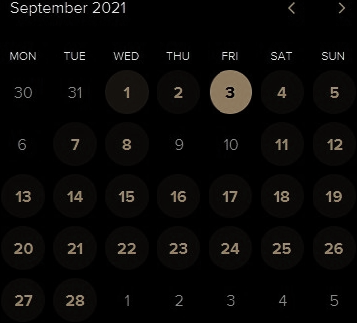 September 2021
MON TUE WED THU FRI SAT SUN
30 31 1 2 3 4 5
6 7 8 9 10 11 12
13 14 15 16 17 18 19
20 21 22 23 24 25 26
27 28 1 2 3 4 5